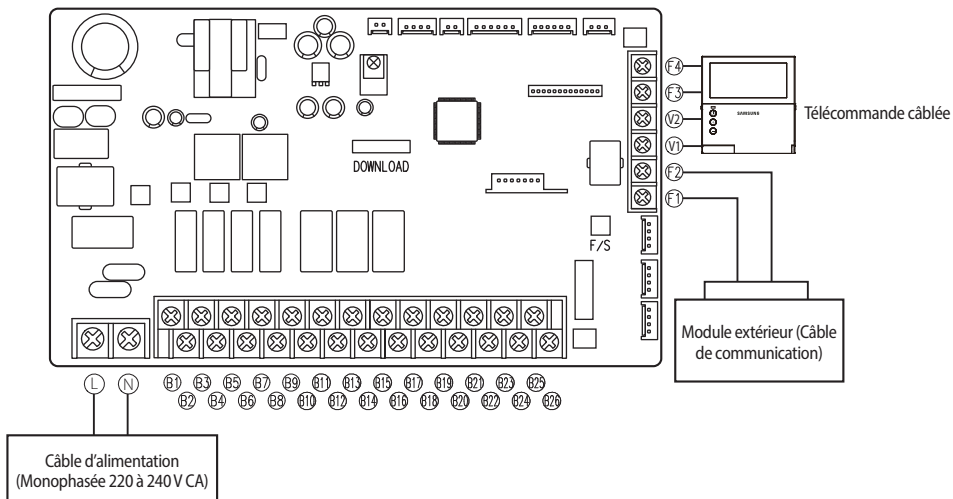 F4
F3
V2
V1
F2
F1
SAMSUNG
Télécommande câblée
DOWNLOAD
F/S
Module extérieur (Câble
de communication)
L N
B1 B3 B5 B7 B9 B11 B13 B15 B17 B19 B21 B23 B25
B2 B4 B6 B8 B10 B12 B14 B16 B18 B20 B22 B24 B26
Câble d'alimentation
(Monophasée 220 à 240 V CA)